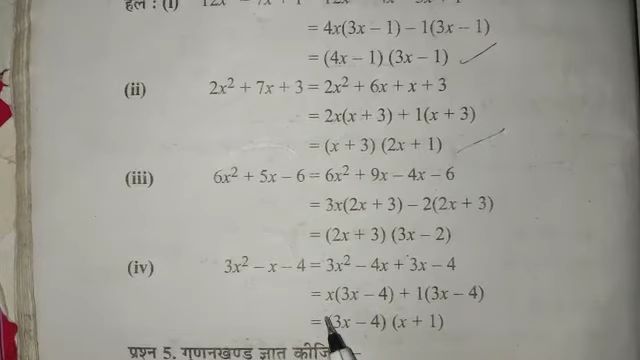 हल : (i)
= 4x(3x – 1) – 1(3x – 1)
= (4x – 1) (3x – 1)
(ii) 2x² + 7x + 3 = 2x² + 6x + x + 3
= 2x(x + 3) + 1(x + 3)
= (x + 3) (2x + 1)
(iii) 6x² + 5x – 6 = 6x² + 9x – 4x – 6
= 3x(2x + 3) – 2(2x + 3)
= (2x + 3) (3x – 2)
(iv) 3x² – x – 4 = 3x² – 4x + 3x – 4
= x(3x – 4) + 1(3x – 4)
= (3x – 4) (x + 1)
प्रश्न 5. गुणनखण्ड ज्ञात